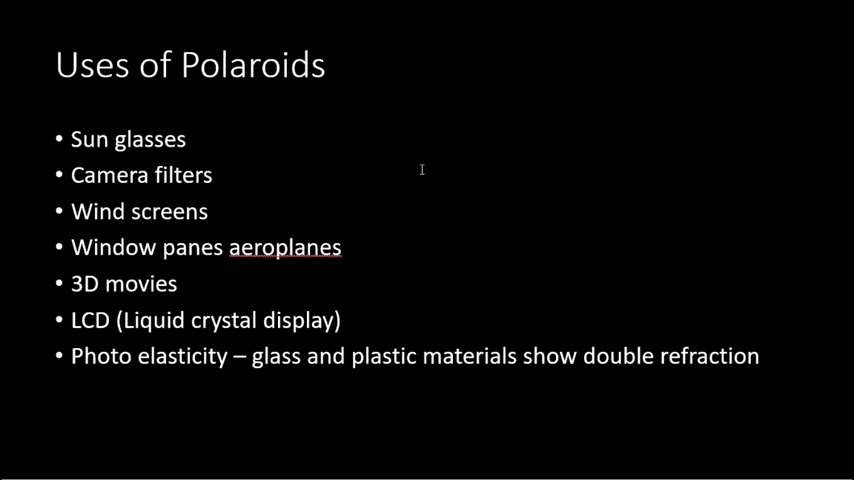 Uses of Polaroids
• Sun glasses
• Camera filters
• Wind screens
• Window panes aeroplanes
• 3D movies
• LCD (Liquid crystal display)
• Photo elasticity – glass and plastic materials show double refraction